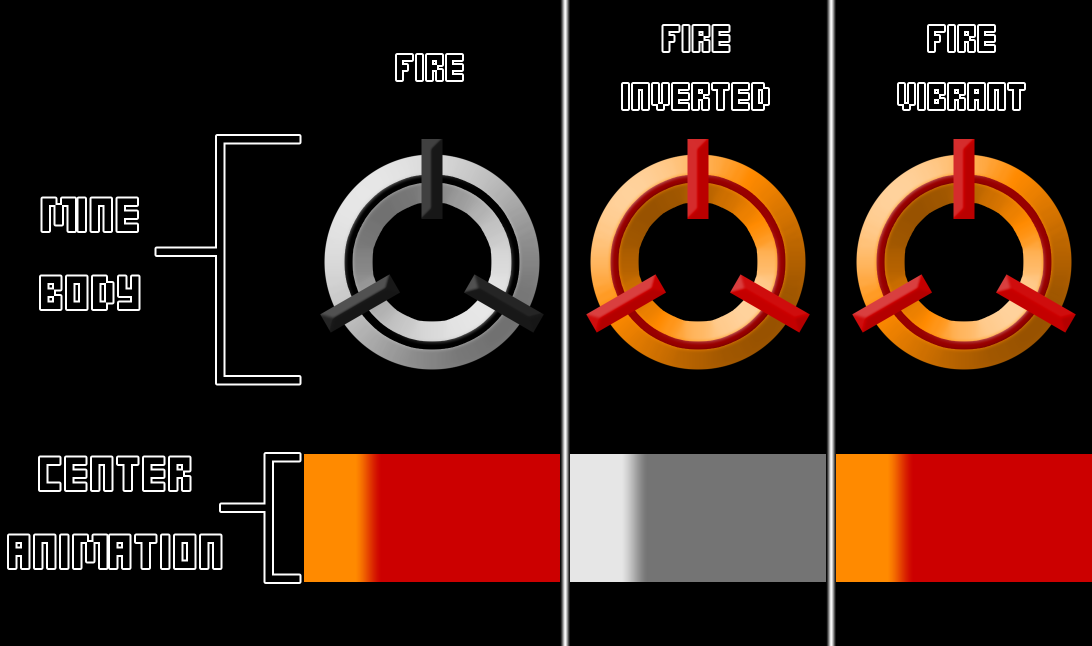 FIRE
FIRE
INVERTED
FIRE
VIBRANT
MINE
BODY
CENTER
ANIMATION